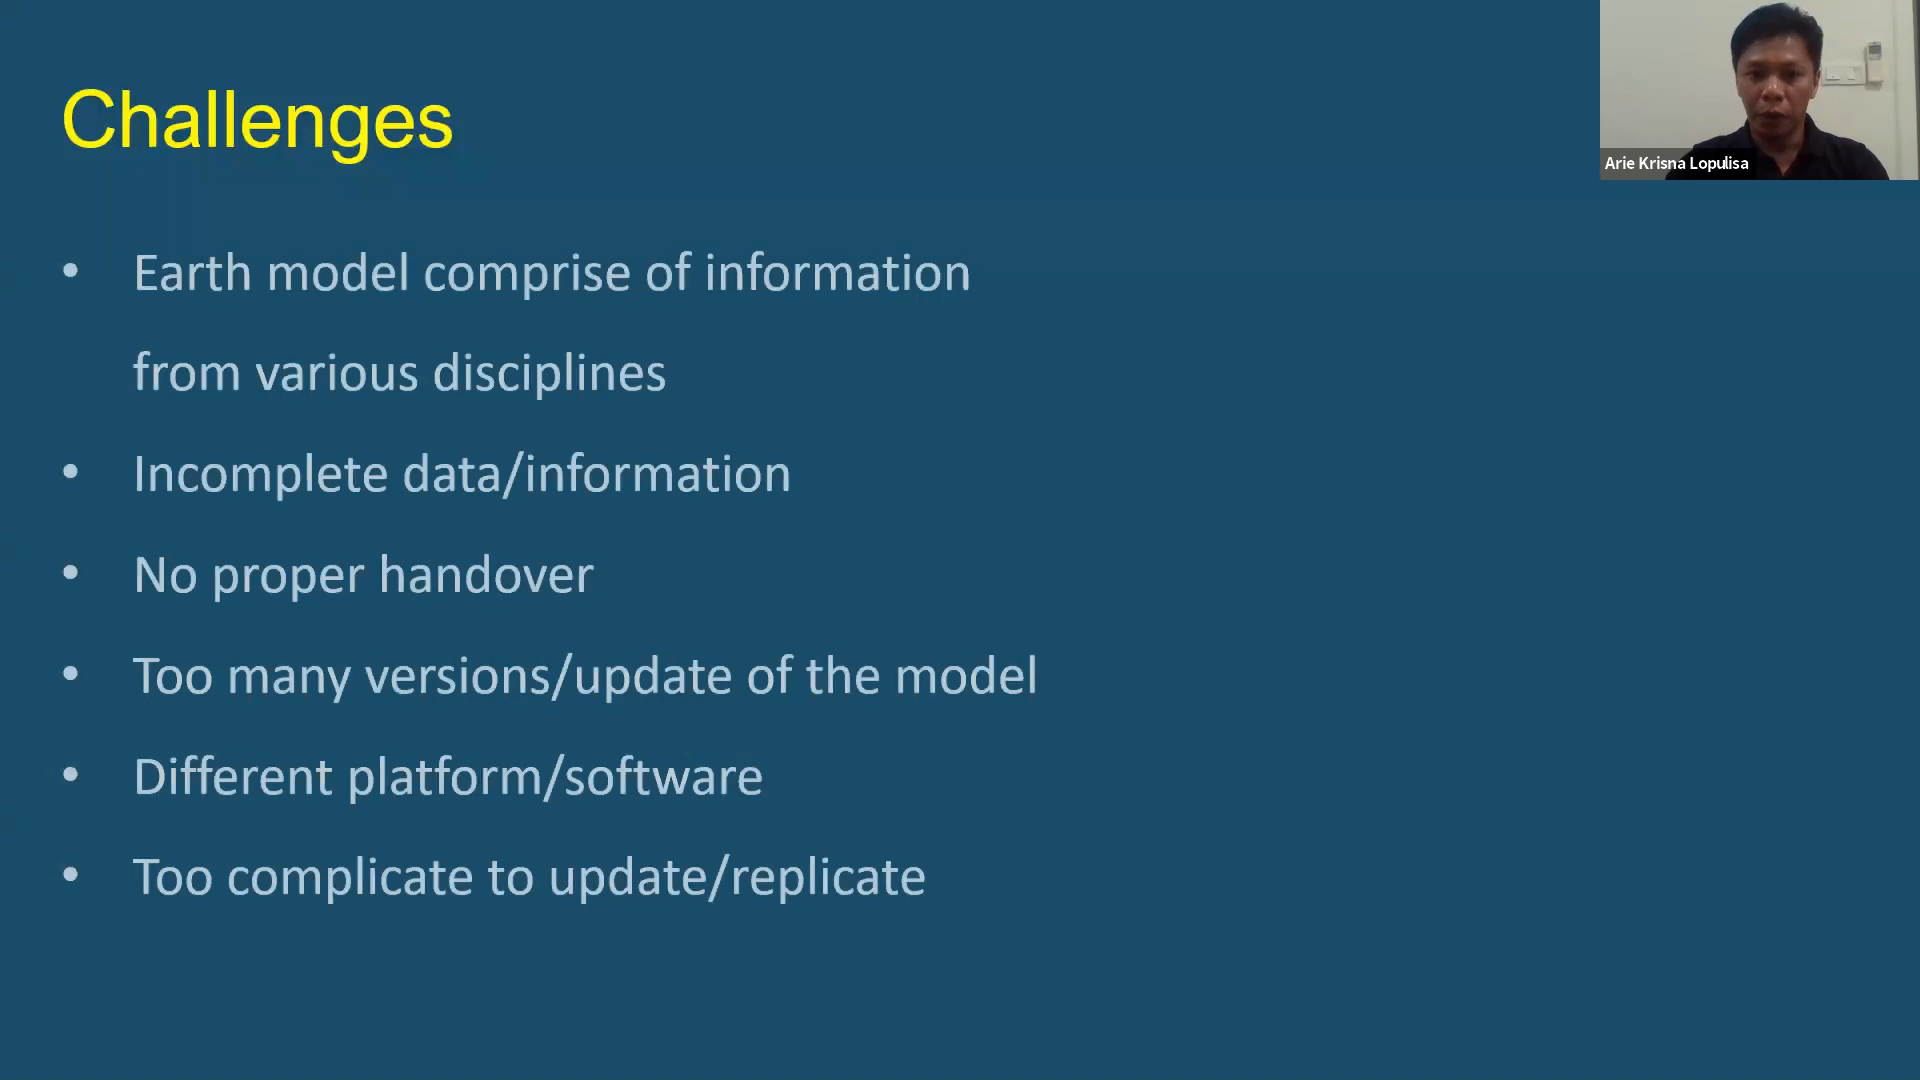 Challenges
Arie Krisna Lopulisa
• Earth model comprise of information
from various disciplines
• Incomplete data/information
• No proper handover
• Too many versions/update of the model
• Different platform/software
• Too complicate to update/replicate